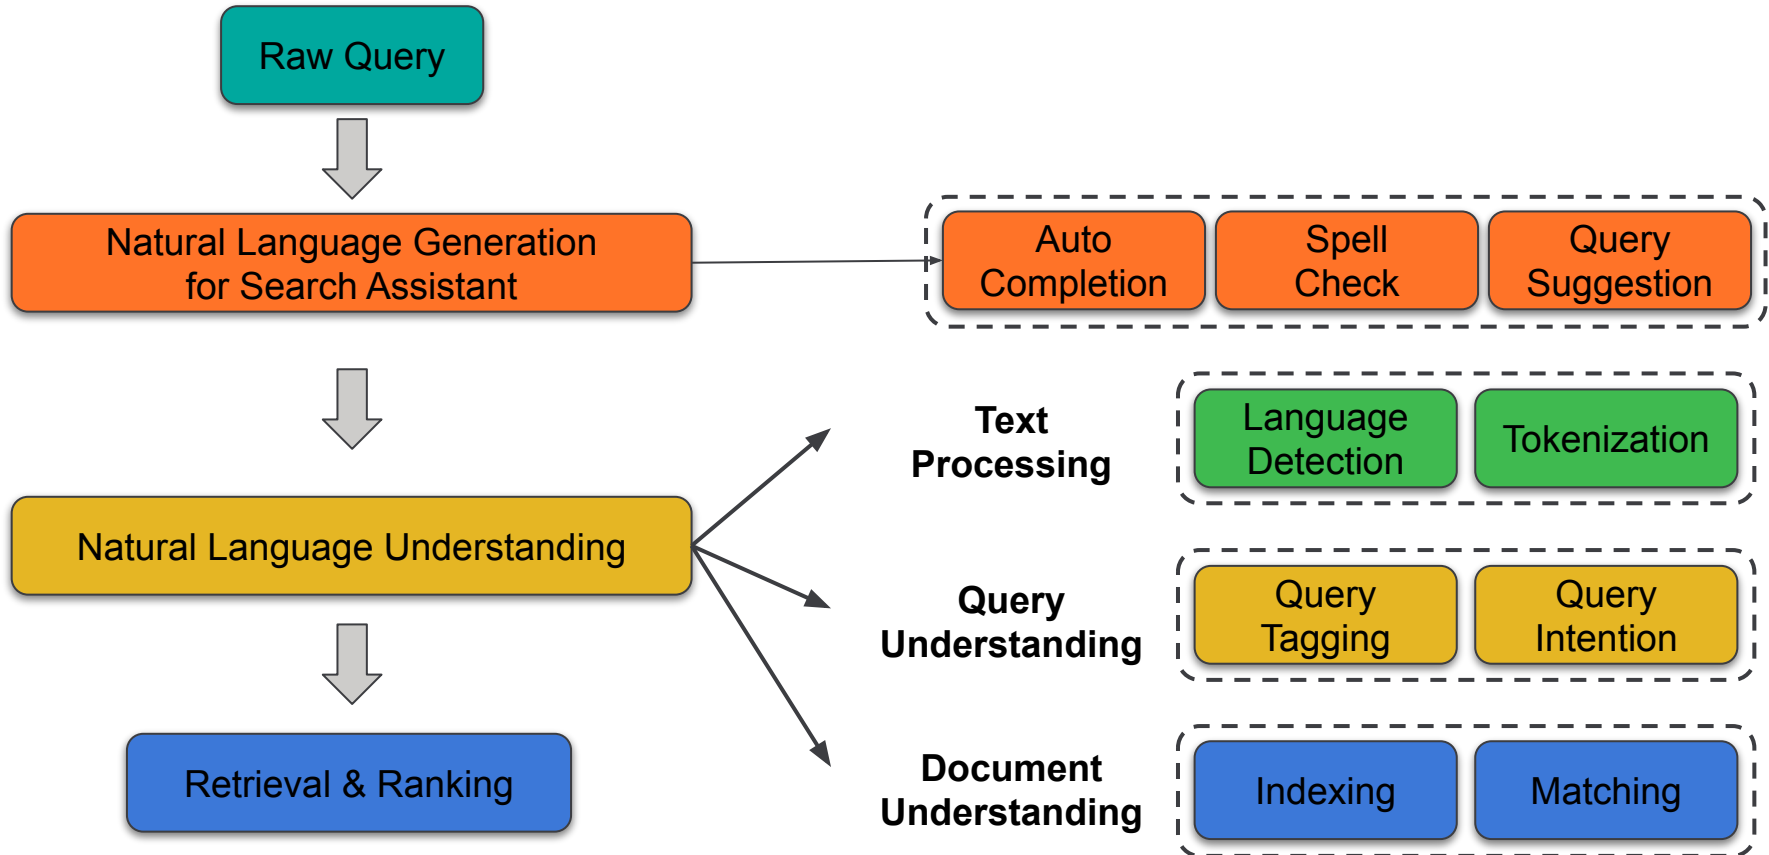 Raw Query
Natural Language Generation
for Search Assistant
Auto
Completion
Spell
Check
Query
Suggestion
Text
Processing
Language
Detection
Tokenization
Natural Language Understanding
Query
Understanding
Query
Tagging
Query
Intention
Retrieval & Ranking
Document
Understanding
Indexing
Matching